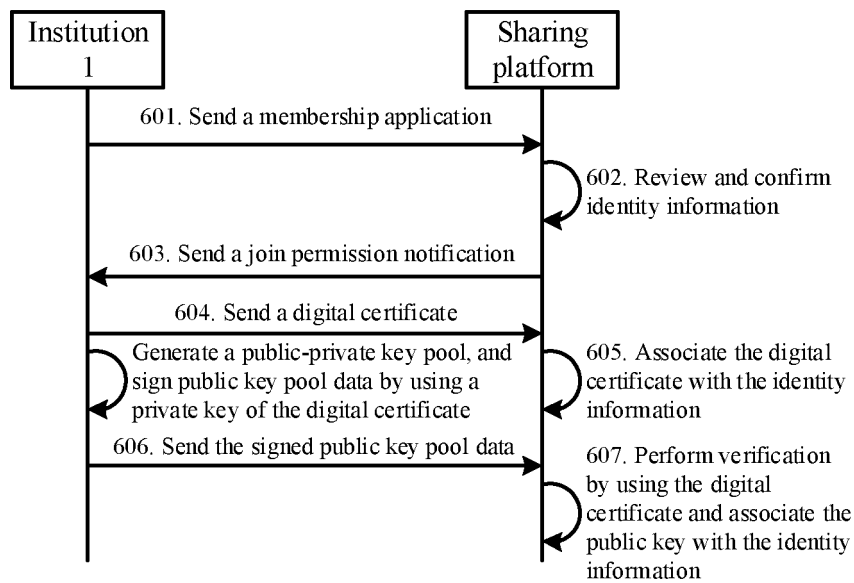 Institution
1
Sharing
platform
601. Send a membership application
602. Review and confirm
identity information
603. Send a join permission notification
604. Send a digital certificate
Generate a public-private key pool, and
sign public key pool data by using a
private key of the digital certificate
605. Associate the digital
certificate with the identity
information
606. Send the signed public key pool data
607. Perform verification
by using the digital
certificate and associate the
public key with the identity
information